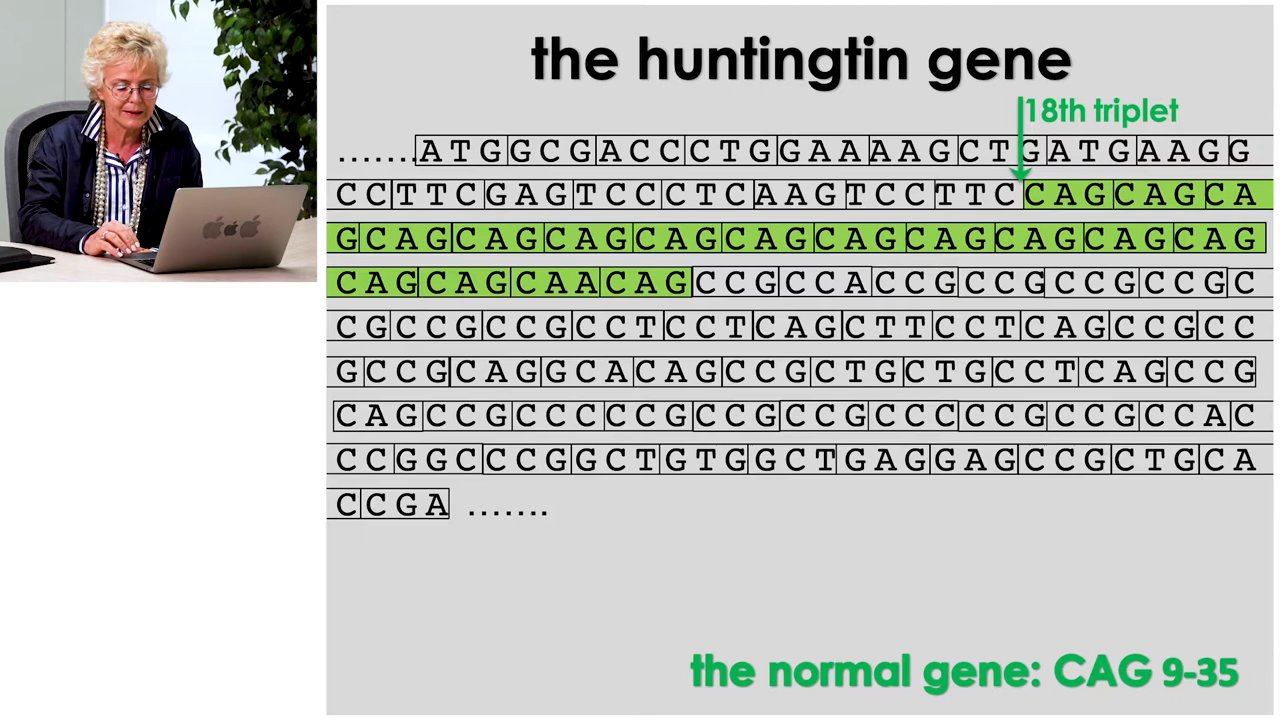 the huntingtin gene
18th triplet
.......ATGGCGACCCTGGAAAAGCTGATGAAGG
CCTTCGAGTCCCTCAAGTCCTTCCAGCAGCA
GCAGCAGCAGCAGCAGCAGCAGCAGCAGCAG
CAGCAGCAACAGCCGCCACCGCCGCCGCCGC
CGCCGCCGCCTCCTCAGCTTCCTCAGCCGCC
GCCGCAGGCACAGCCGCTGCTGCCTCAGCCG
CAGCCGCCCCCGCCGCCGCCCCCGCCGCCAC
CCGGCCCGGCTGTGGCTGAGGAGCCGCTGCA
CCGA .......
the normal gene: CAG 9-35